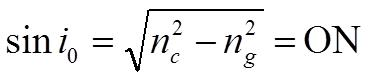 sin i₀ = √(n_c² − n_g²) = ON